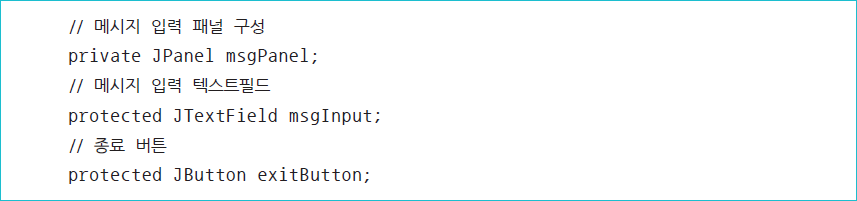 // 메시지 입력 패널 구성
private JPanel msgPanel;
// 메시지 입력 텍스트필드
protected JTextField msgInput;
// 종료 버튼
protected JButton exitButton;